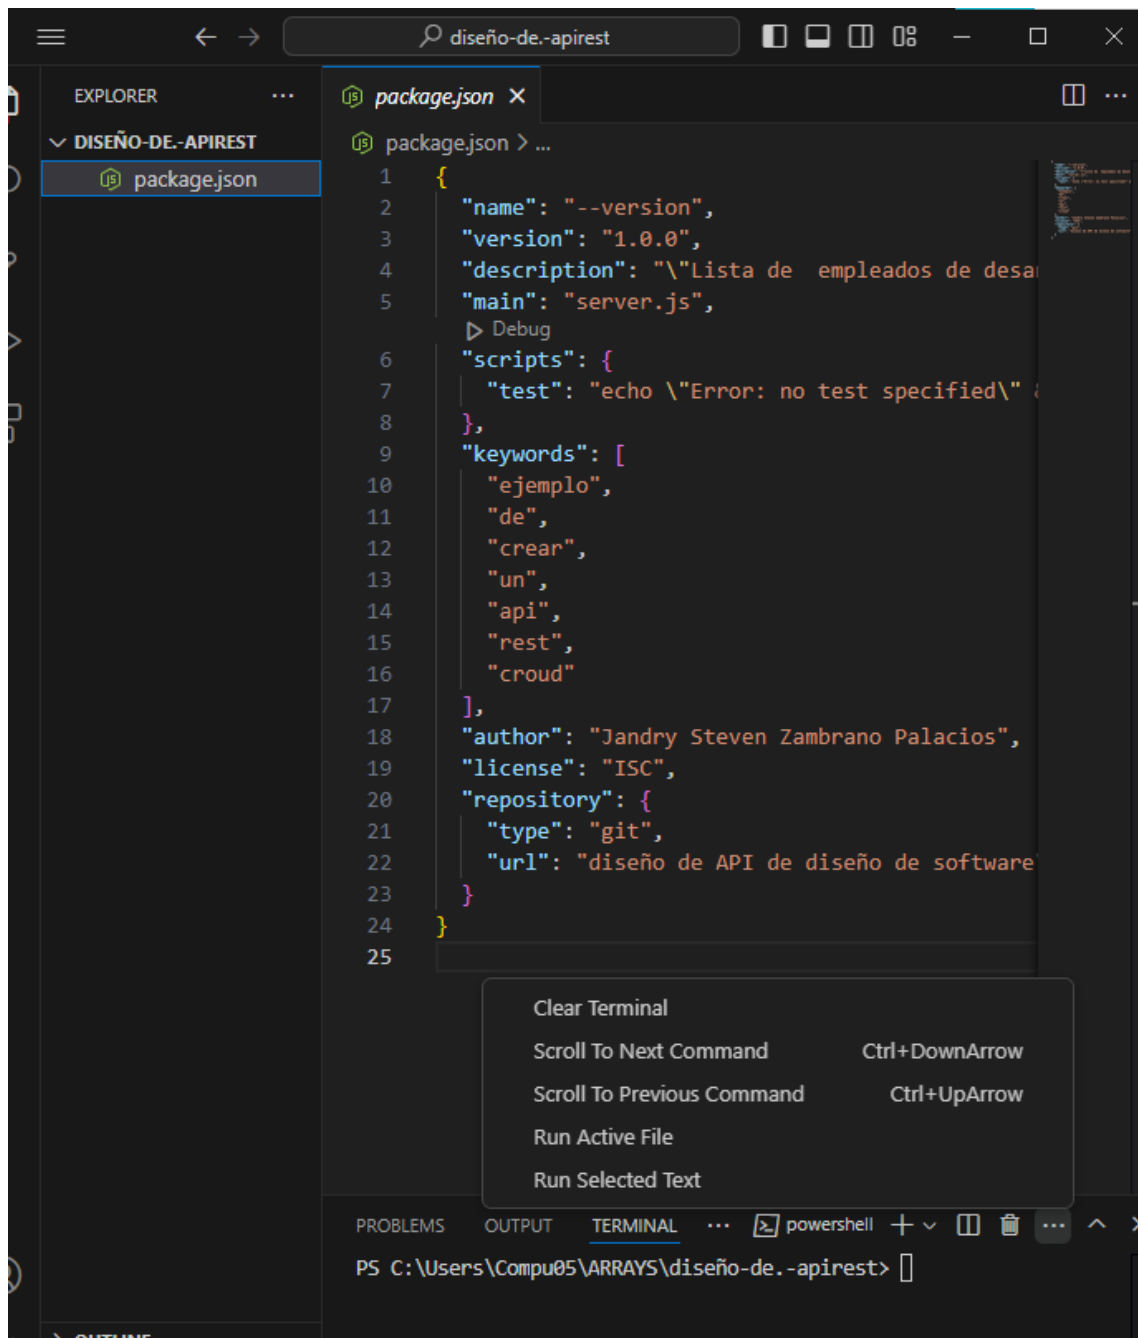 diseño-de.-apirest
EXPLORER
package.json
DISEÑO-DE.-APIREST
package.json
package.json > ...
1 {
2 "name": "--version",
3 "version": "1.0.0",
4 "description": "\"Lista de  empleados de desa
5 "main": "server.js",
Debug
6 "scripts": {
7 "test": "echo \"Error: no test specified\"
8 },
9 "keywords": [
10 "ejemplo",
11 "de",
12 "crear",
13 "un",
14 "api",
15 "rest",
16 "croud"
17 ],
18 "author": "Jandry Steven Zambrano Palacios",
19 "license": "ISC",
20 "repository": {
21 "type": "git",
22 "url": "diseño de API de diseño de software"
23 }
24 }
25
Clear Terminal
Scroll To Next Command Ctrl+DownArrow
Scroll To Previous Command Ctrl+UpArrow
Run Active File
Run Selected Text
PROBLEMS OUTPUT TERMINAL ... powershell
PS C:\Users\Compu05\ARRAYS\diseño-de.-apirest>
OUTLINE